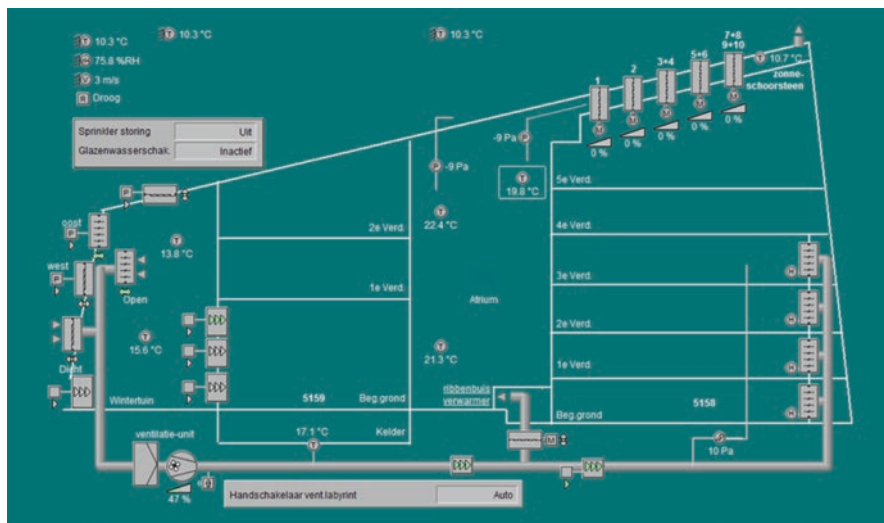 10.3 °C
10.3 °C
10.3 °C
75.8 %RH
3 m/s
Droog
Sprinkler storing Uit
Glazenwasserschak. Inactief
7+8
9+10
5+6
3+4
2
1
10.7 °C
zonne-
schoorsteen
0 %
0 %
0 %
0 %
0 %
-9 Pa
-9 Pa
19.8 °C
5e Verd.
oost
2e Verd.
22.4 °C
4e Verd.
13.8 °C
west
Open
1e Verd.
Atrium
3e Verd.
2e Verd.
15.6 °C
21.3 °C
Dicht
1e Verd.
Wintertuin
5159
Beg.grond
ribbenbuis
verwarmer
5158
Beg.grond
ventilatie-unit
17.1 °C
Kelder
10 Pa
47 %
Handschakelaar vent.labyrint Auto